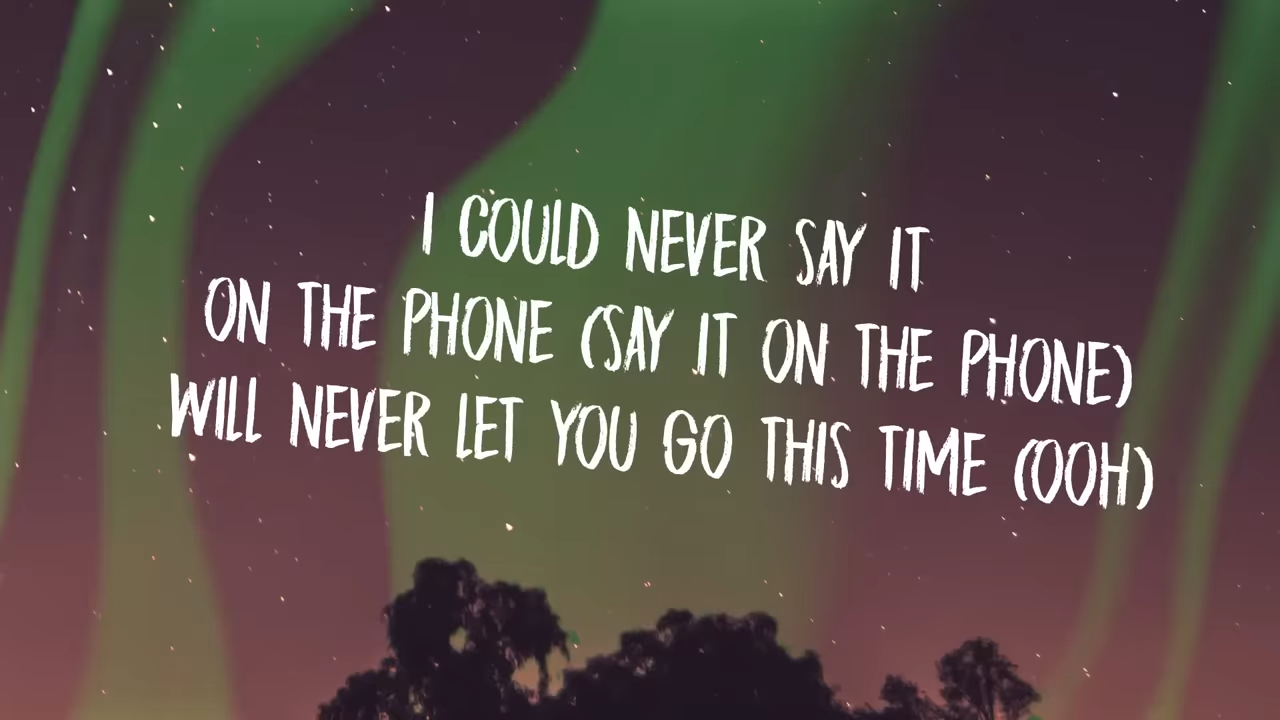 I COULD NEVER SAY IT
ON THE PHONE (SAY IT ON THE PHONE)
WILL NEVER LET YOU GO THIS TIME (OOH)